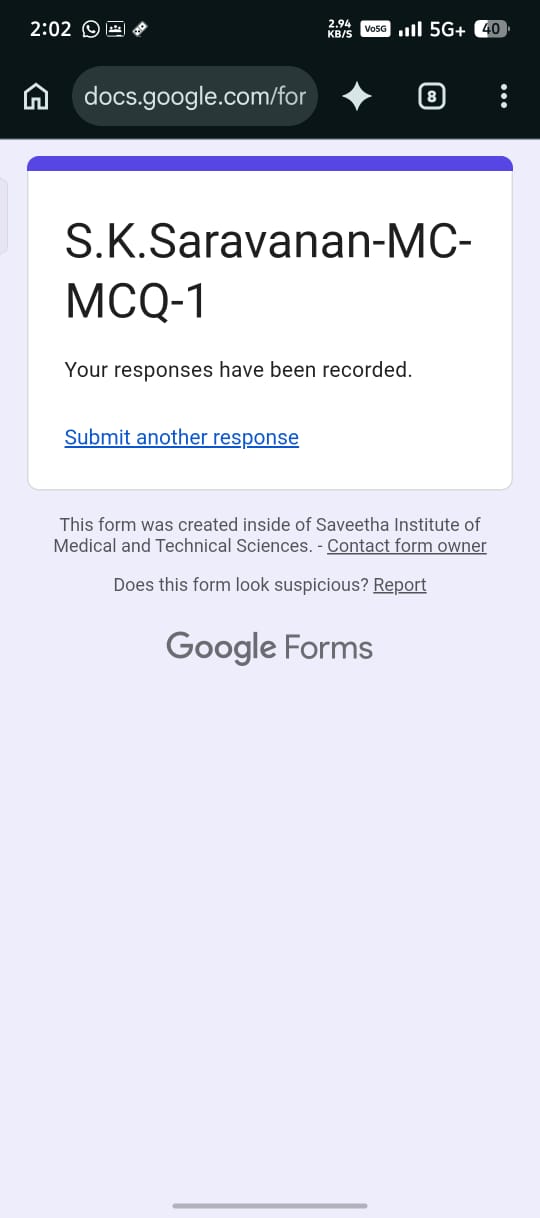 2:02
2.94
KB/S
Vo5G
5G+
40
docs.google.com/for
8
S.K.Saravanan-MC-
MCQ-1
Your responses have been recorded.
Submit another response
This form was created inside of Saveetha Institute of
Medical and Technical Sciences. - Contact form owner
Does this form look suspicious? Report
Google Forms